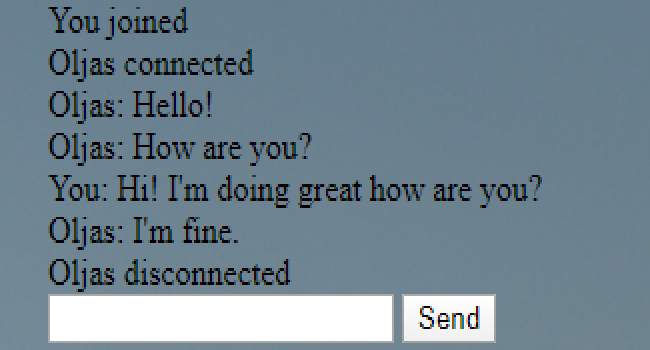 You joined
Oljas connected
Oljas: Hello!
Oljas: How are you?
You: Hi! I'm doing great how are you?
Oljas: I'm fine.
Oljas disconnected
Send